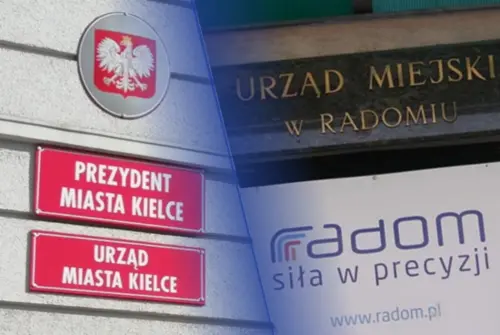 PREZYDENT
MIASTA KIELCE
URZĄD
MIASTA KIELCE
URZĄD MIEJSKI
W RADOMIU
radom
siła w precyzji
www.radom.pl